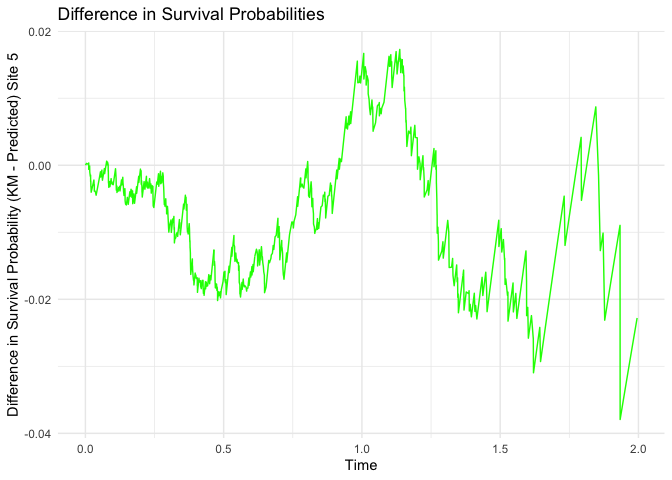 Difference in Survival Probabilities
Difference in Survival Probability (KM - Predicted) Site 5
0.02
0.00
-0.02
-0.04
0.0 0.5 1.0 1.5 2.0
Time